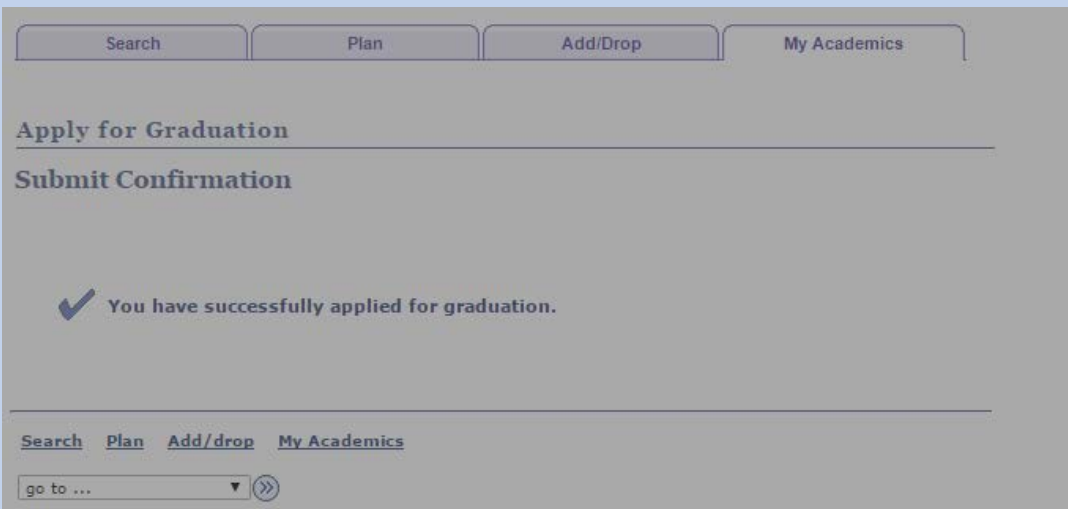 Search Plan Add/Drop My Academics
Apply for Graduation
Submit Confirmation
You have successfully applied for graduation.
Search Plan Add/drop My Academics
go to ...